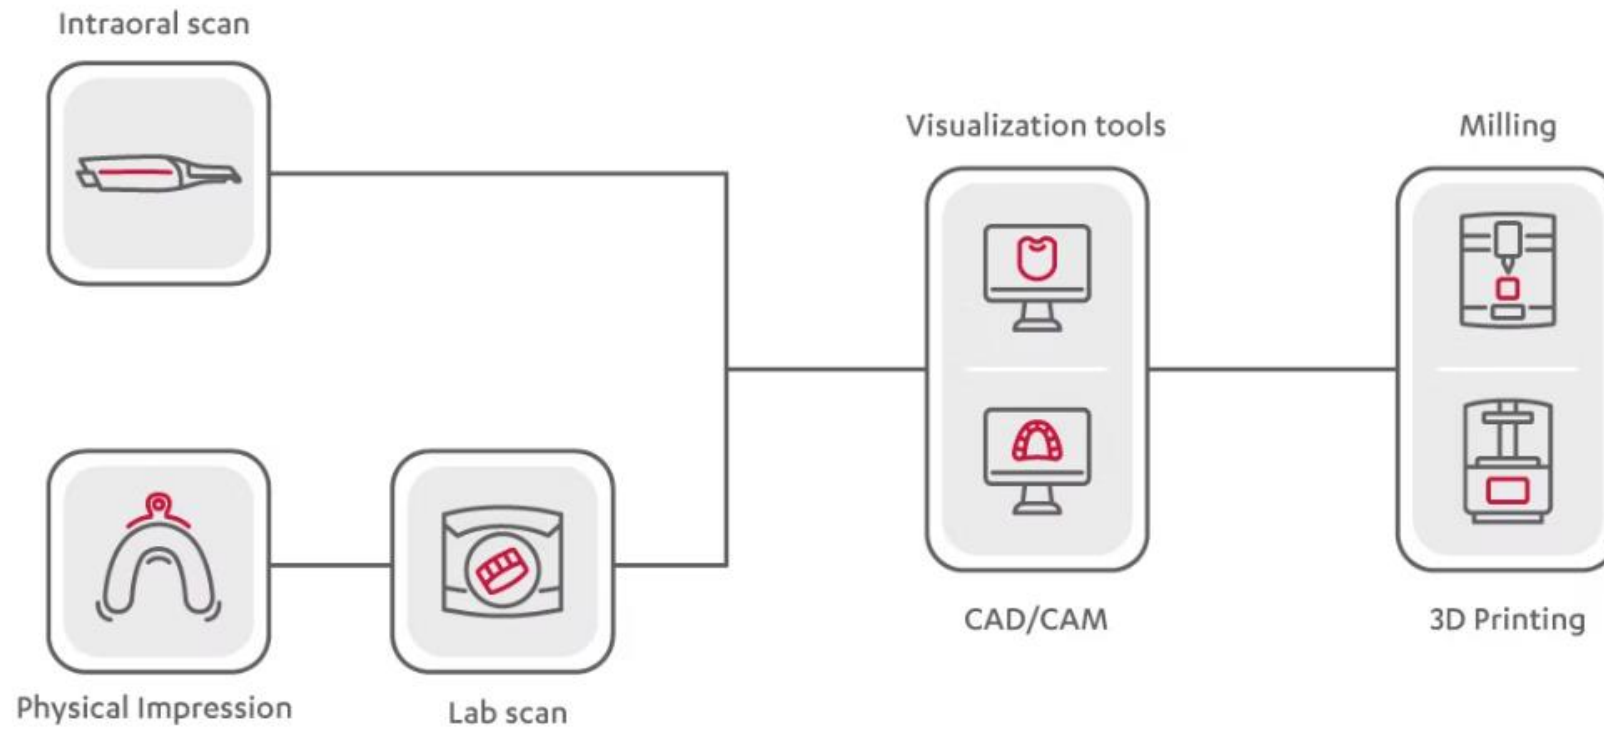 Intraoral scan
Visualization tools
Milling
CAD/CAM
3D Printing
Physical Impression
Lab scan